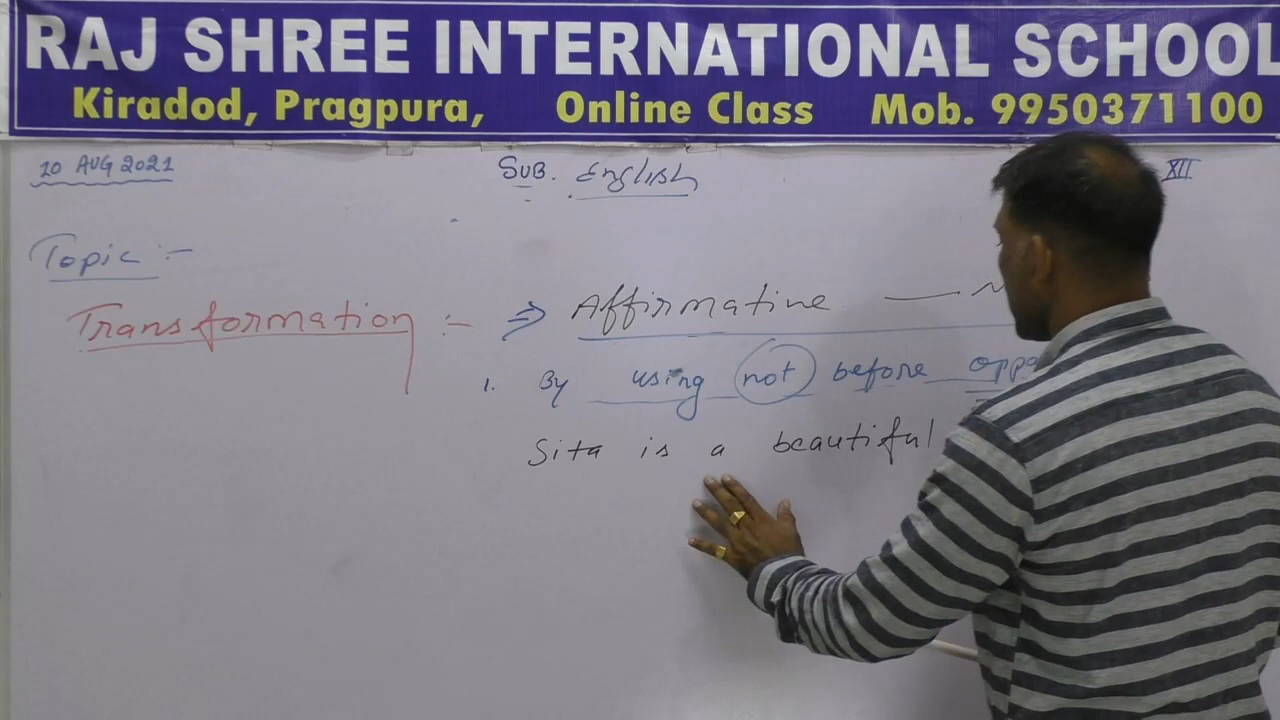 RAJ SHREE INTERNATIONAL SCHOOL
Kiradod, Pragpura, Online Class Mob. 9950371100
10 AUG 2021 SUB. English XII
Topic :-
Transformation :- ⇒ Affirmative —
1. By using not before
Sita is a beautiful